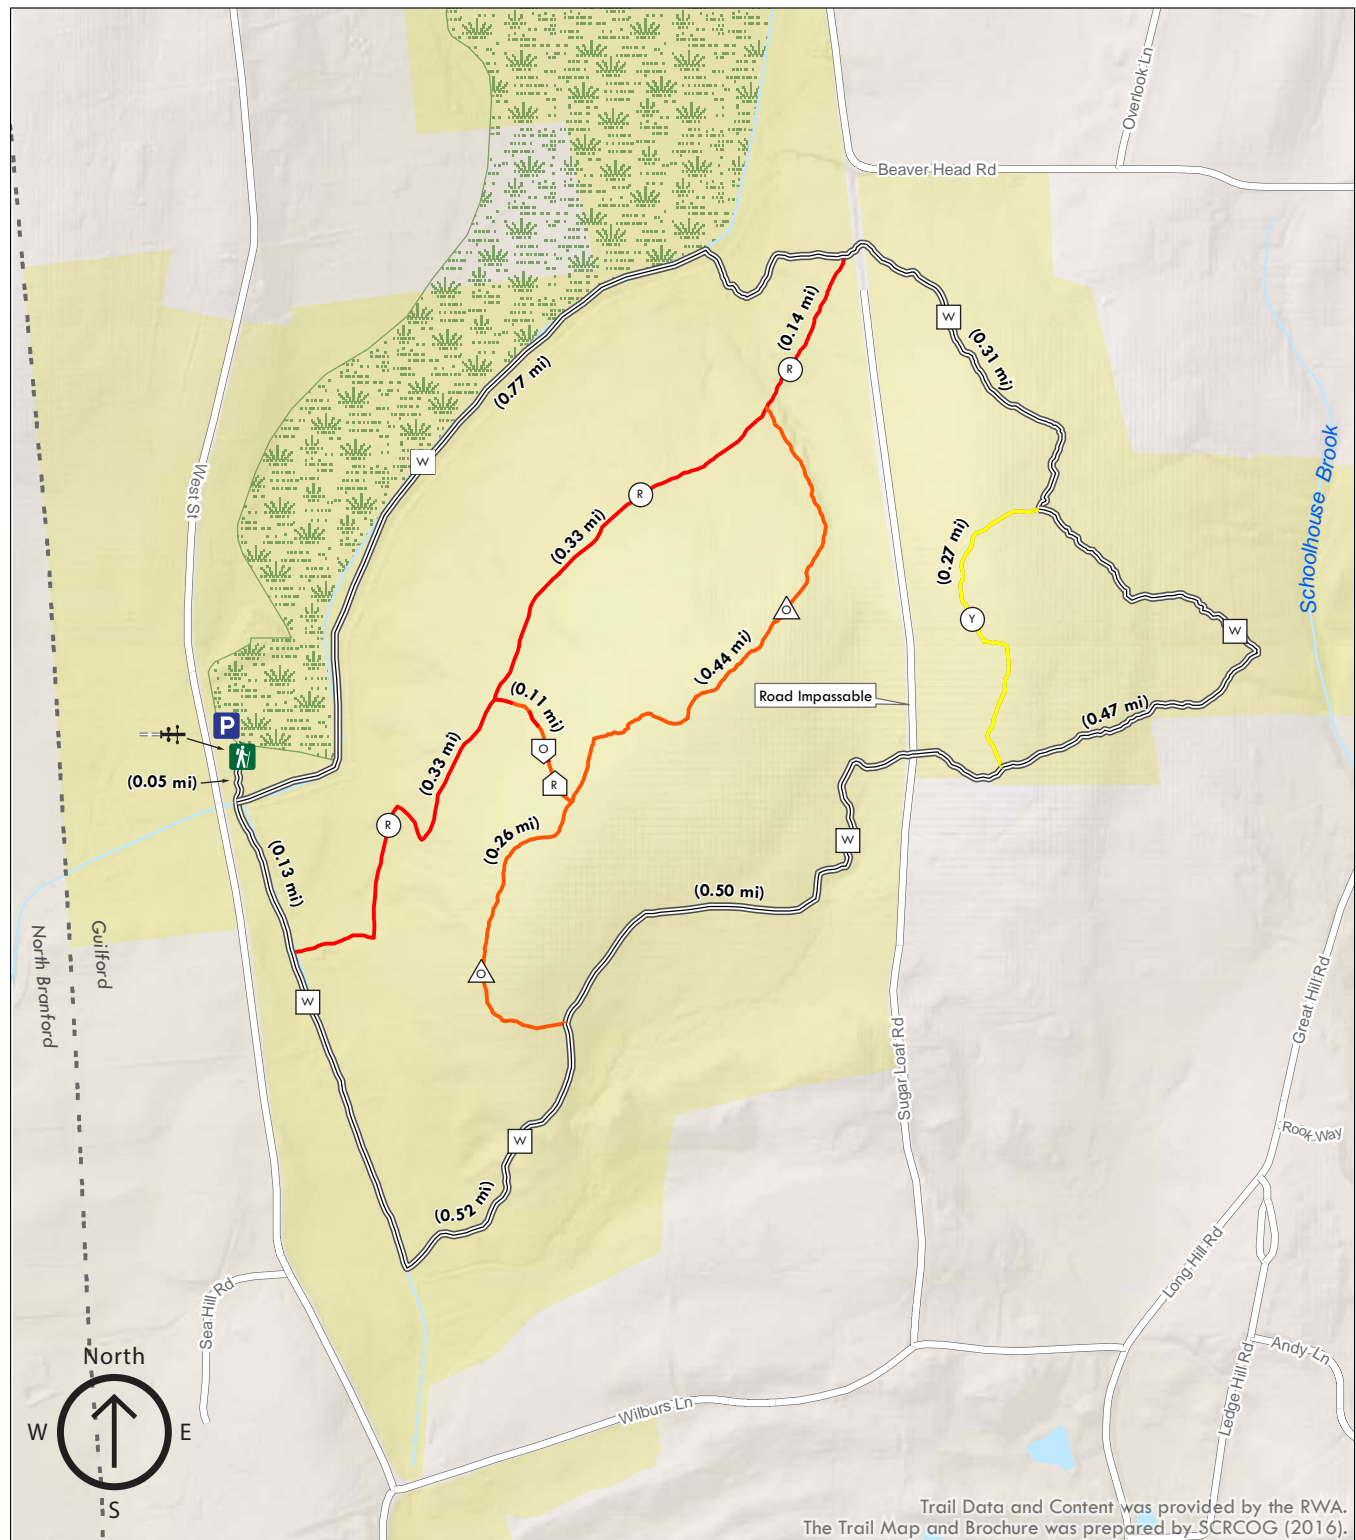 Overlook Ln
Beaver Head Rd
(0.14 mi)
W
(0.31 mi)
R
(0.77 mi)
W
West St
R
(0.33 mi)
Schoolhouse Brook
(0.27 mi)
O
Y
W
(0.44 mi)
(0.11 mi)
Road Impassable
(0.47 mi)
P
O
(0.33 mi)
R
(0.05 mi)
R
(0.26 mi)
W
(0.13 mi)
(0.50 mi)
Guilford
North Branford
O
W
Great Hill Rd
Sugar Loaf Rd
W
Rook Way
(0.52 mi)
Long Hill Rd
Sea Hill Rd
Andy Ln
Ledge Hill Rd
Wilburs Ln
North
W
E
S
Trail Data and Content was provided by the RWA.
The Trail Map and Brochure was prepared by SCRCOG (2016).